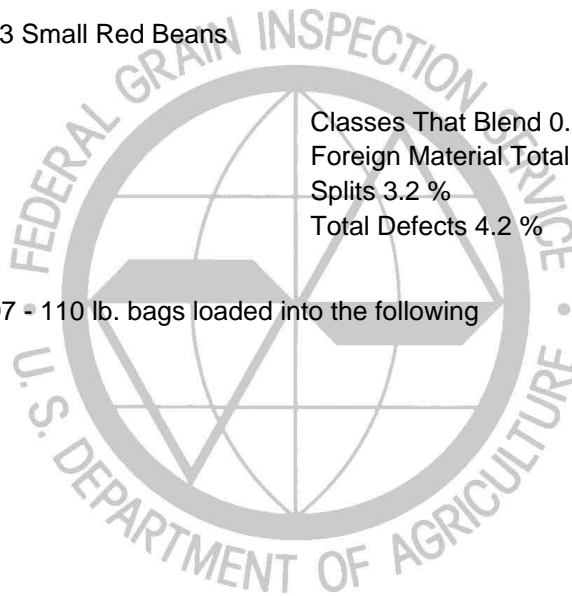 3 Small Red Beans
Classes That Blend 0.
Foreign Material Total
Splits 3.2 %
Total Defects 4.2 %
7 - 110 lb. bags loaded into the following
FEDERAL GRAIN INSPECTION SERVICE
U. S. DEPARTMENT OF AGRICULTURE